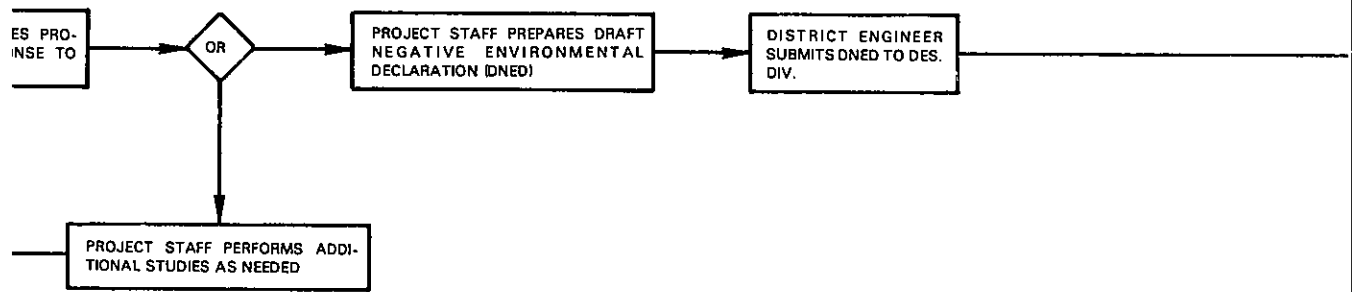 ES PRO-
NSE TO
OR
PROJECT STAFF PREPARES DRAFT
NEGATIVE ENVIRONMENTAL
DECLARATION (DNED)
DISTRICT ENGINEER
SUBMITS DNED TO DES.
DIV.
PROJECT STAFF PERFORMS ADDI-
TIONAL STUDIES AS NEEDED